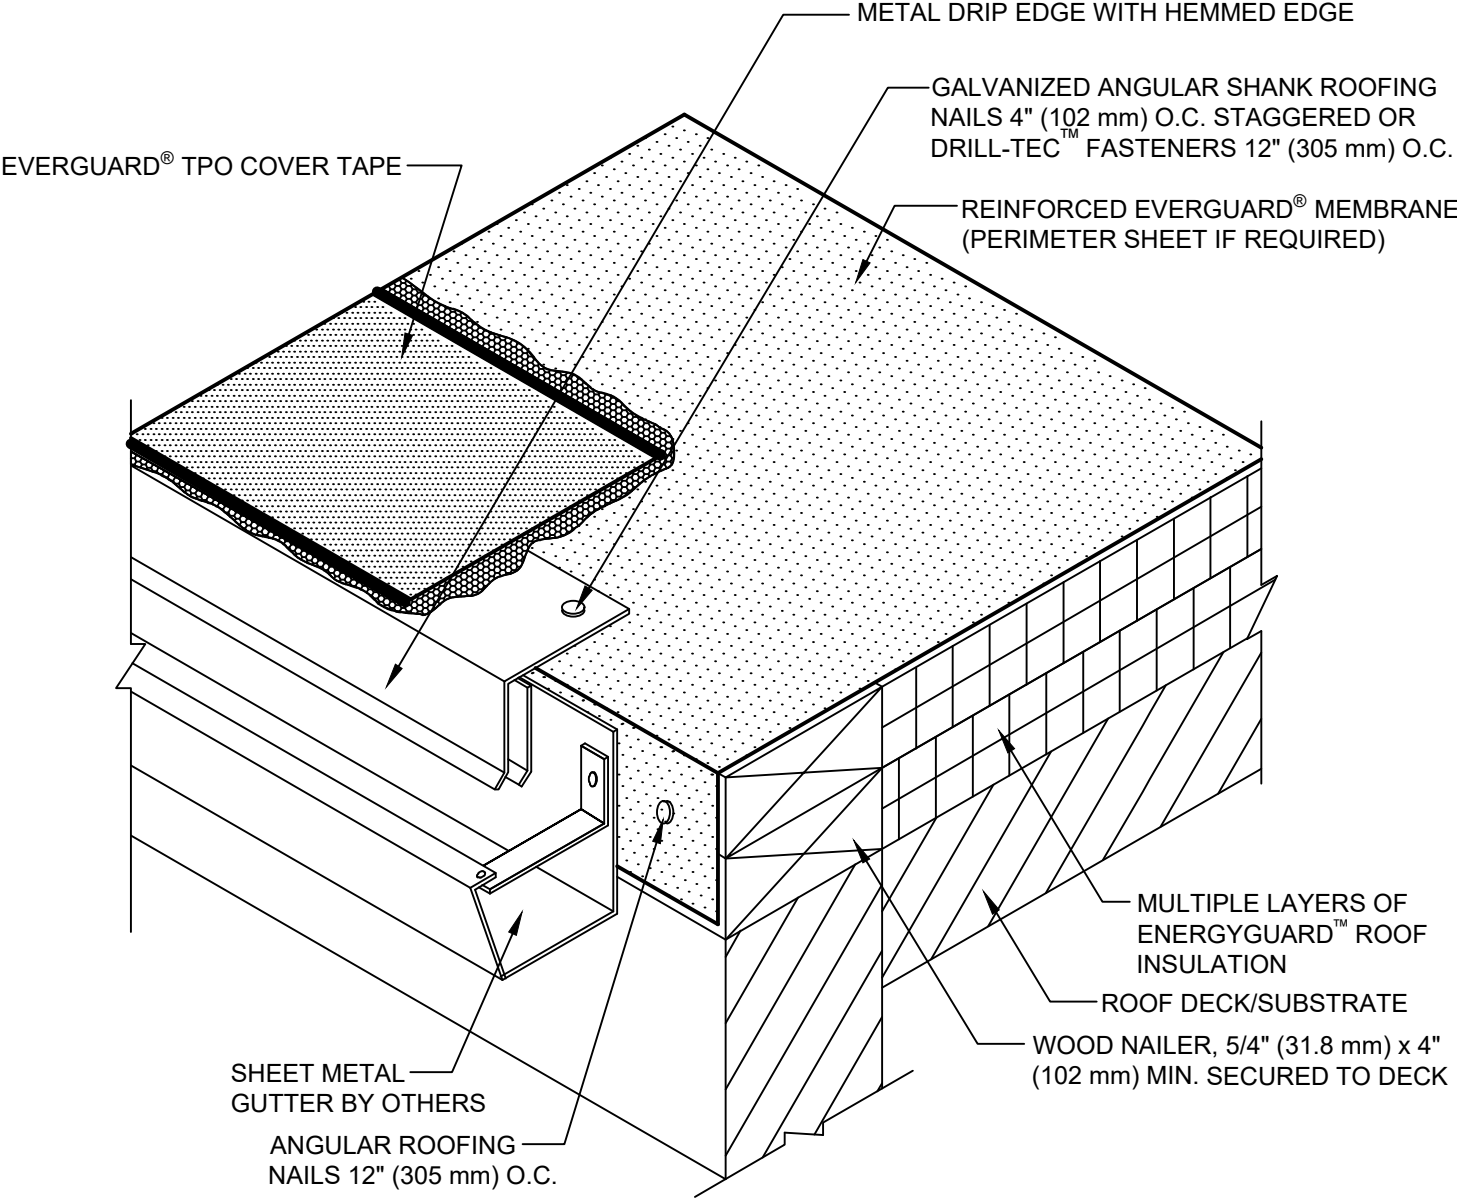 METAL DRIP EDGE WITH HEMMED EDGE
GALVANIZED ANGULAR SHANK ROOFING
NAILS 4" (102 mm) O.C. STAGGERED OR
DRILL-TEC™ FASTENERS 12" (305 mm) O.C.
EVERGUARD® TPO COVER TAPE
REINFORCED EVERGUARD® MEMBRANE
(PERIMETER SHEET IF REQUIRED)
MULTIPLE LAYERS OF
ENERGYGUARD™ ROOF
INSULATION
ROOF DECK/SUBSTRATE
WOOD NAILER, 5/4" (31.8 mm) x 4"
(102 mm) MIN. SECURED TO DECK
SHEET METAL
GUTTER BY OTHERS
ANGULAR ROOFING
NAILS 12" (305 mm) O.C.